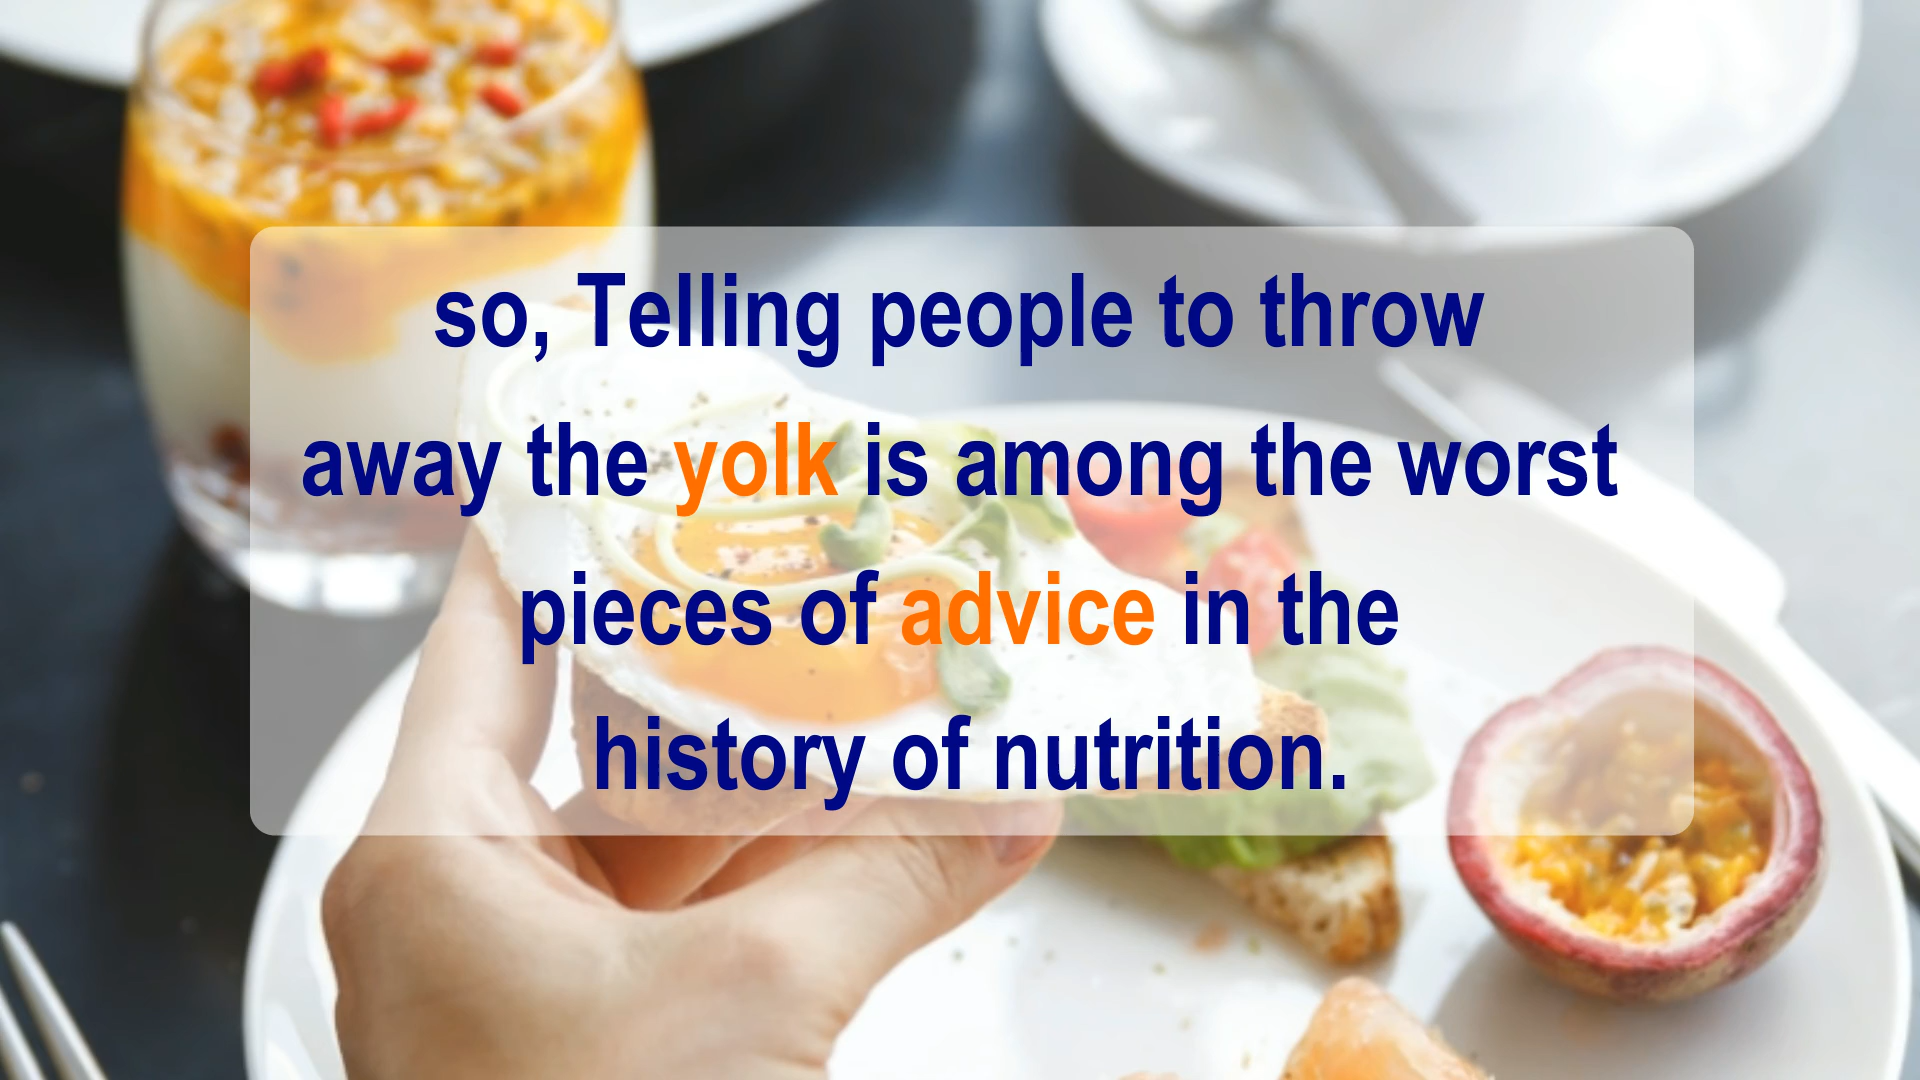 so, Telling people to throw
away the yolk is among the worst
pieces of advice in the
history of nutrition.